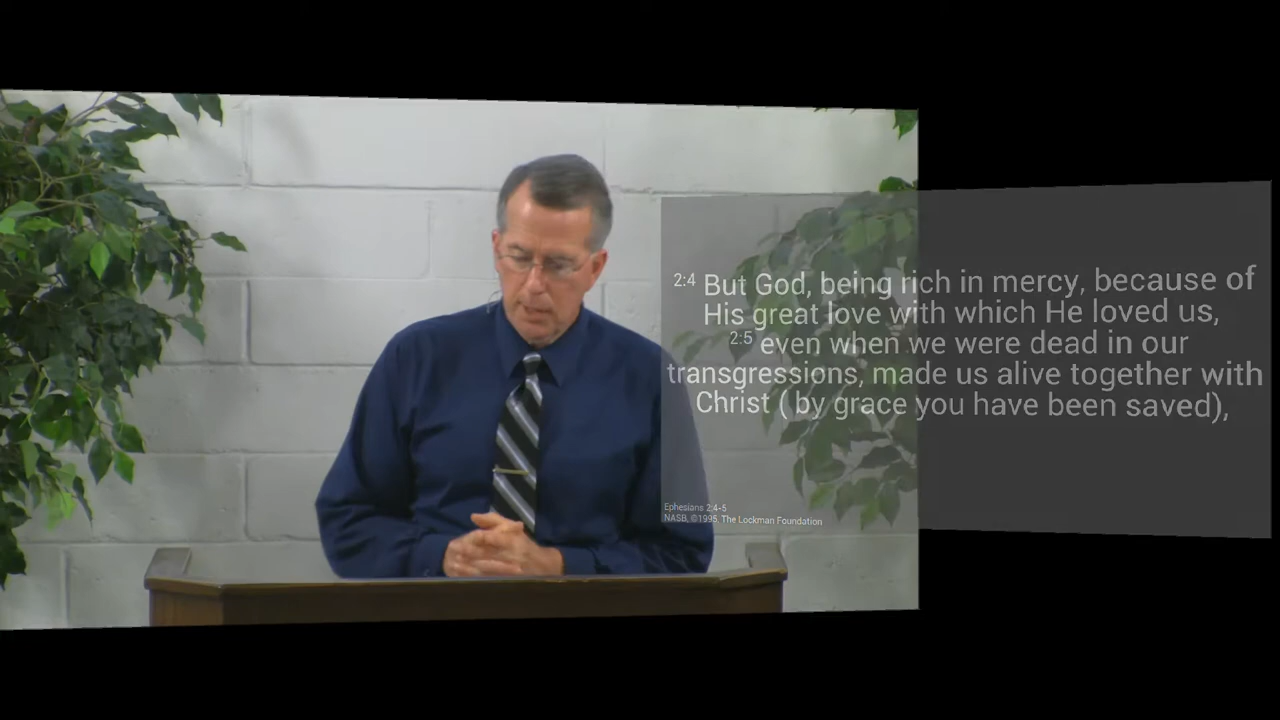 2:4 But God, being rich in mercy, because of
His great love with which He loved us,
2:5 even when we were dead in our
transgressions, made us alive together with
Christ (by grace you have been saved),
Ephesians 2:4-5
NASB, ©1995, The Lockman Foundation